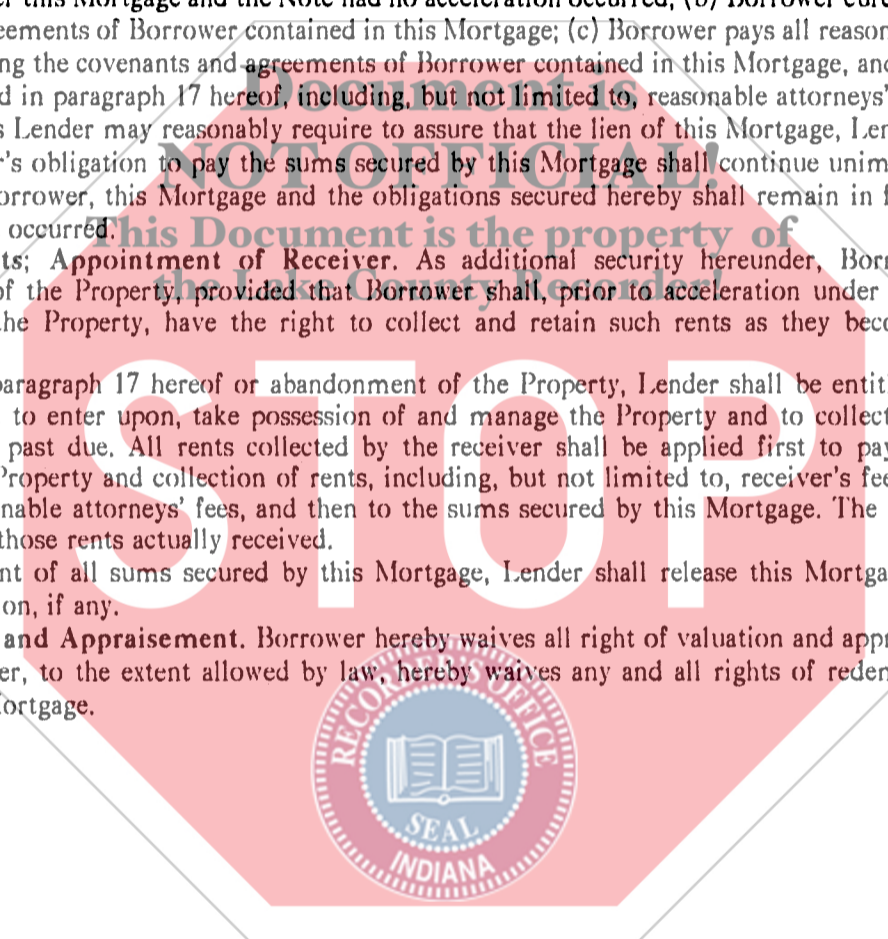 this Mortgage and the Note had no acceleration occurred; (b) Borrower
eements of Borrower contained in this Mortgage; (c) Borrower pays all reason
ng the covenants and agreements of Borrower contained in this Mortgage, and
d in paragraph 17 hereof, including, but not limited to, reasonable attorneys'
s Lender may reasonably require to assure that the lien of this Mortgage, Len
r's obligation to pay the sums secured by this Mortgage shall continue unim
orrower, this Mortgage and the obligations secured hereby shall remain in f
occurred.
ts; Appointment of Receiver. As additional security hereunder, Bor
of the Property, provided that Borrower shall, prior to acceleration under
he Property, have the right to collect and retain such rents as they bec
paragraph 17 hereof or abandonment of the Property, Lender shall be entit
to enter upon, take possession of and manage the Property and to collect
past due. All rents collected by the receiver shall be applied first to pay
Property and collection of rents, including, but not limited to, receiver's fee
nable attorneys' fees, and then to the sums secured by this Mortgage. The
those rents actually received.
nt of all sums secured by this Mortgage, Lender shall release this Mortga
on, if any.
and Appraisement. Borrower hereby waives all right of valuation and appr
er, to the extent allowed by law, hereby waives any and all rights of reden
ortgage.
Document is
NOT OFFICIAL!
This Document is the property of
the Lake County Recorder!
STOP
RECORDER'S OFFICE
SEAL
INDIANA